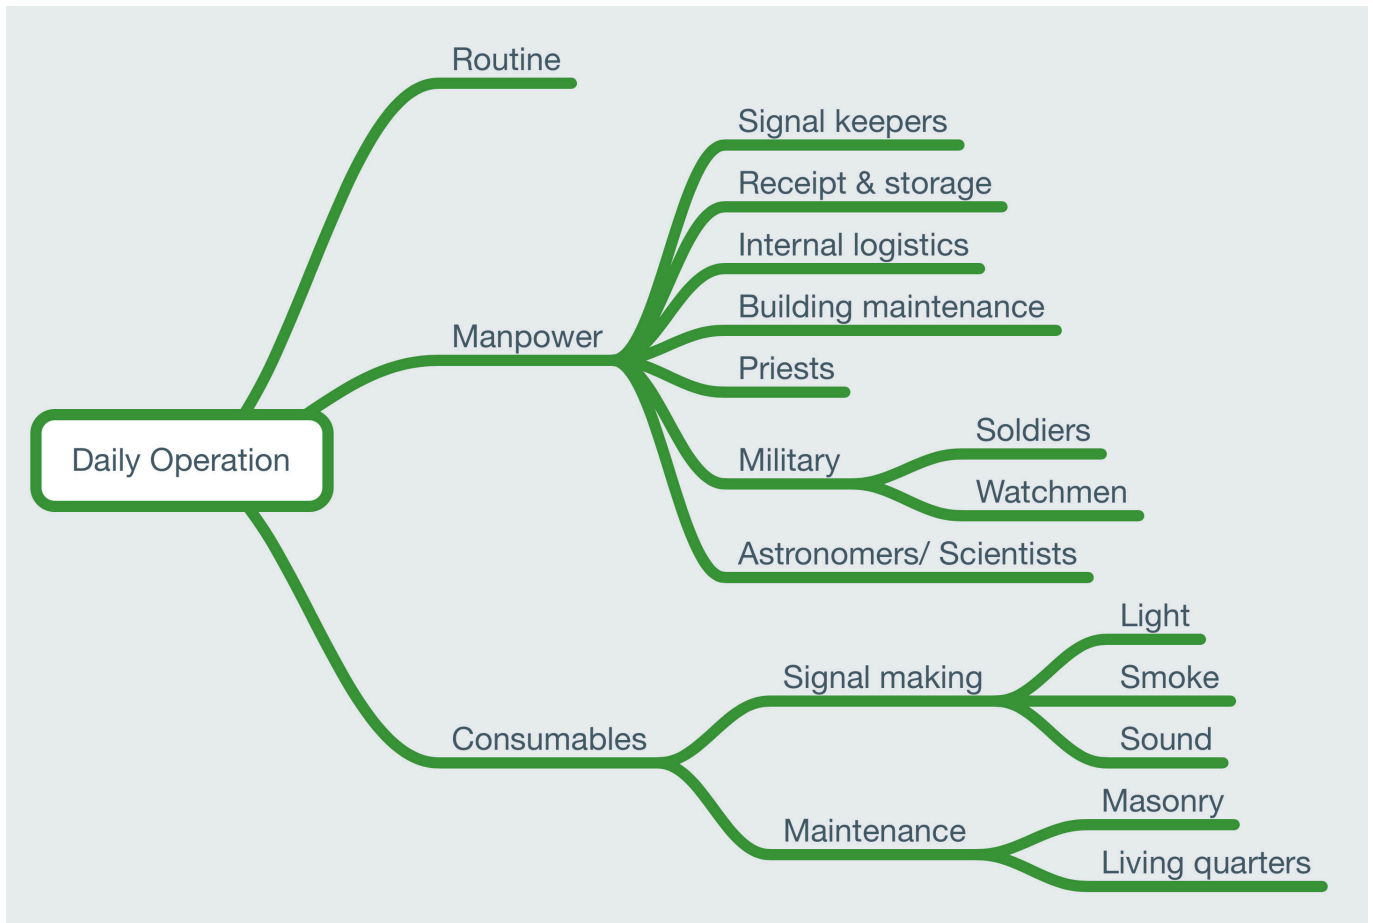 Routine
Signal keepers
Receipt & storage
Internal logistics
Building maintenance
Manpower
Priests
Soldiers
Daily Operation
Military
Watchmen
Astronomers/ Scientists
Light
Signal making
Smoke
Consumables
Sound
Masonry
Maintenance
Living quarters